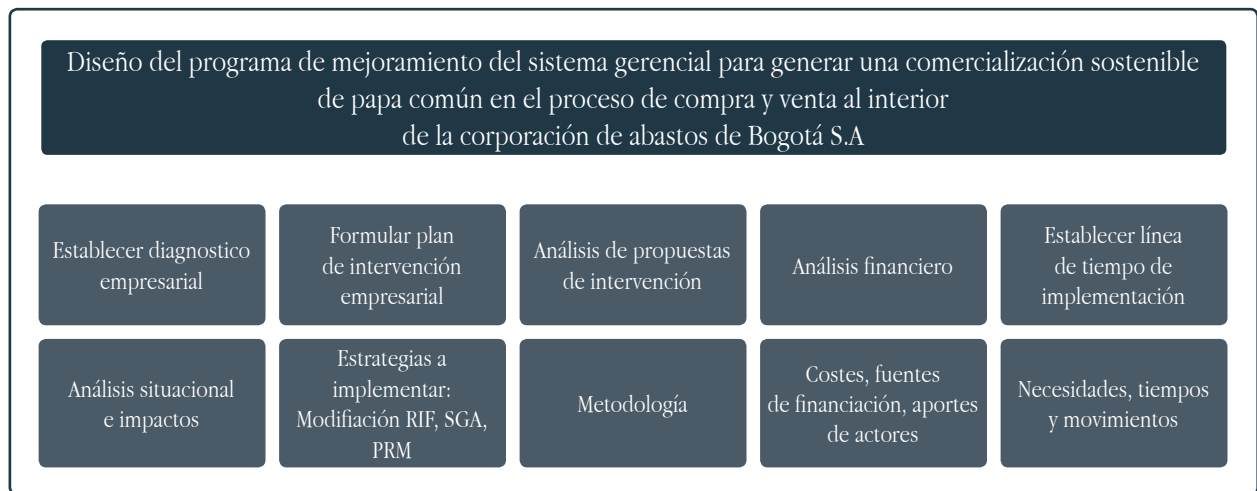 Diseño del programa de mejoramiento del sistema gerencial para generar una comercialización sostenible
de papa común en el proceso de compra y venta al interior
de la corporación de abastos de Bogotá S.A
Establecer diagnostico
empresarial
Formular plan
de intervención
empresarial
Análisis de propuestas
de intervención
Análisis financiero
Establecer línea
de tiempo de
implementación
Análisis situacional
e impactos
Estrategias a
implementar:
Modifiación RIF, SGA,
PRM
Metodología
Costes, fuentes
de financiación, aportes
de actores
Necesidades, tiempos
y movimientos